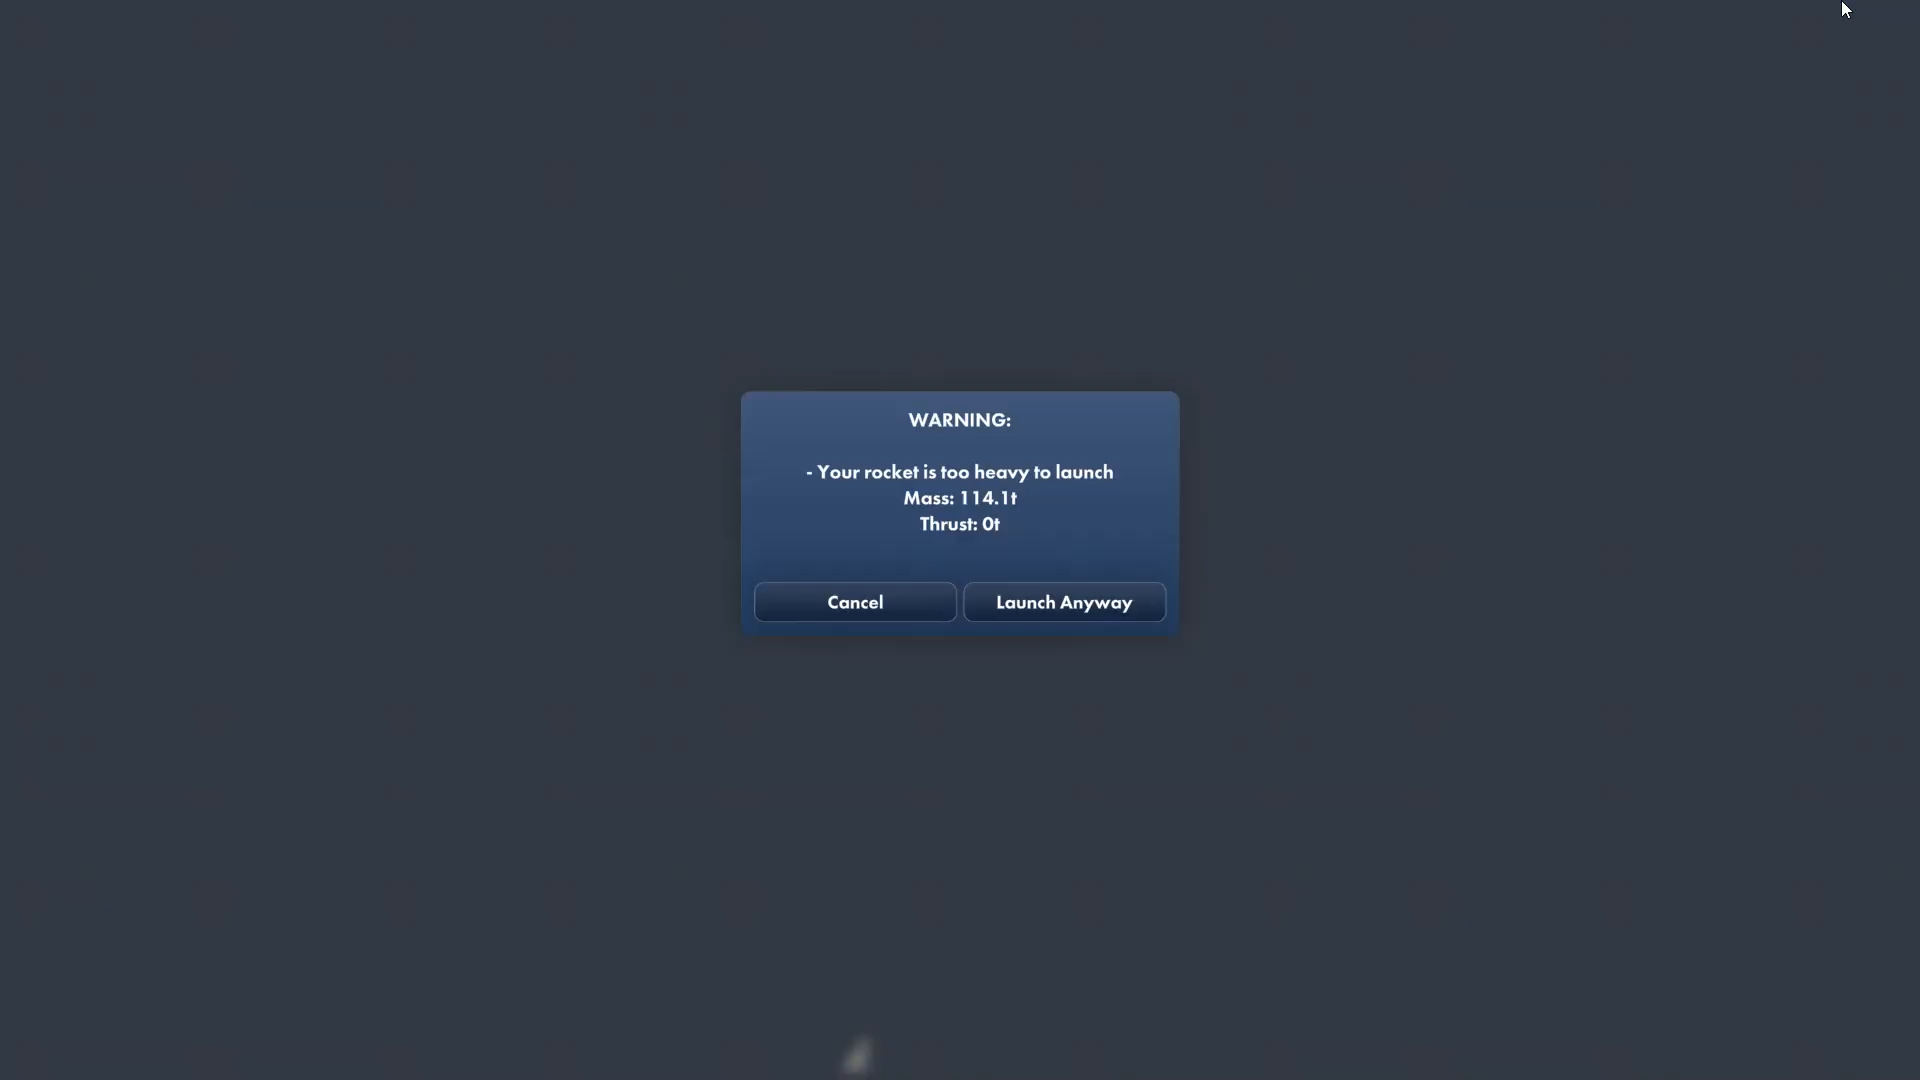 WARNING:
- Your rocket is too heavy to launch
Mass: 114.1t
Thrust: 0t
Cancel
Launch Anyway